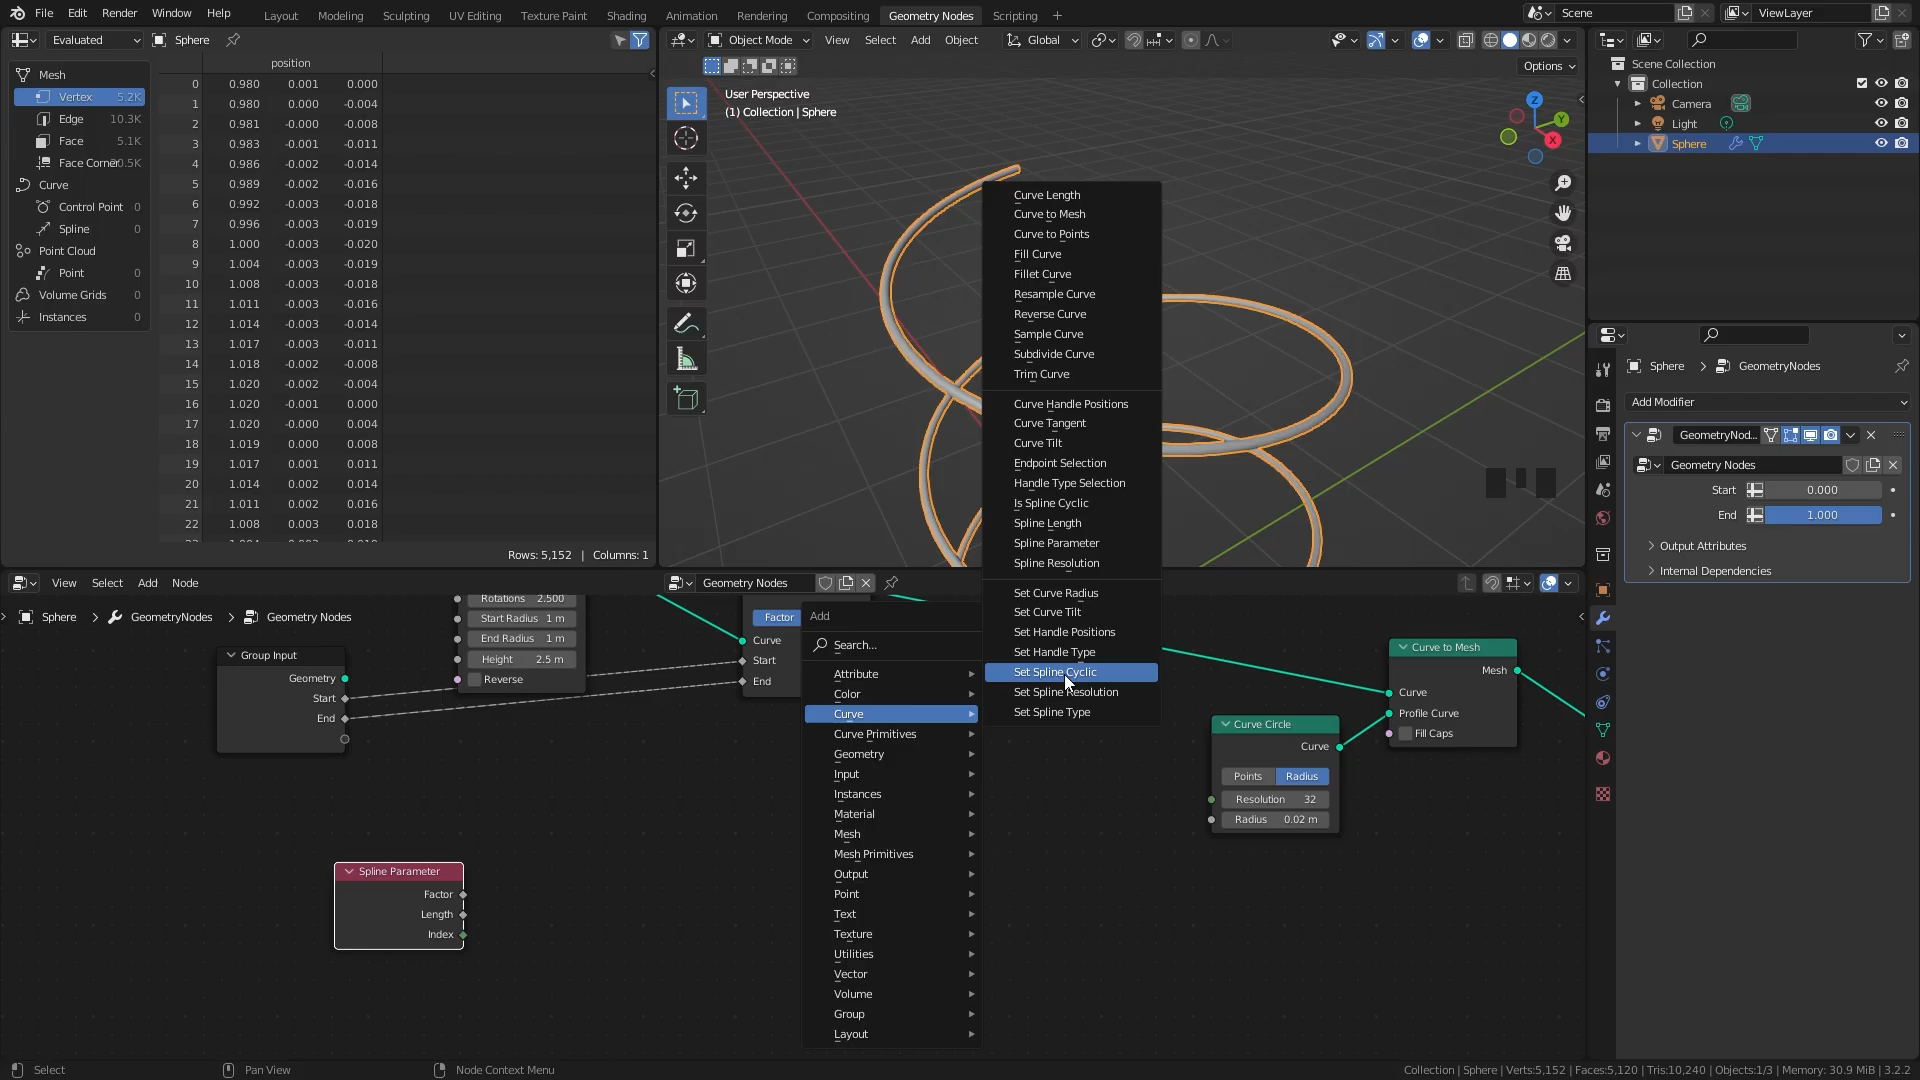 File Edit Render Window Help Layout Modeling Sculpting UV Editing Texture Paint Shading Animation Rendering Compositing Geometry Nodes Scripting + Scene ViewLayer
Evaluated Sphere
Object Mode View Select Add Object Global
Options
position
Mesh
Vertex 5.2K
Edge 10.3K
Face 5.1K
Face Corner
Curve
Control Point 0
Spline 0
Point Cloud
Point 0
Volume Grids 0
Instances 0
0 0.980 0.001 0.000
1 0.980 0.000 -0.004
2 0.981 -0.000 -0.008
3 0.983 -0.001 -0.011
4 0.986 -0.002 -0.014
5 0.989 -0.002 -0.016
6 0.992 -0.003 -0.018
7 0.996 -0.003 -0.019
8 1.000 -0.003 -0.020
9 1.004 -0.003 -0.019
10 1.008 -0.003 -0.018
11 1.011 -0.003 -0.016
12 1.014 -0.003 -0.014
13 1.017 -0.003 -0.011
14 1.018 -0.002 -0.008
15 1.020 -0.002 -0.004
16 1.020 -0.001 0.000
17 1.020 -0.000 0.004
18 1.019 0.000 0.008
19 1.017 0.001 0.011
20 1.014 0.002 0.014
21 1.011 0.002 0.016
22 1.008 0.003 0.018
Rows: 5,152 | Columns: 1
User Perspective
(1) Collection | Sphere
Z
Y
X
Scene Collection
Collection
Camera
Light
Sphere
Sphere > GeometryNodes
Add Modifier
GeometryNod...
Geometry Nodes
Start 0.000
End 1.000
Output Attributes
Internal Dependencies
View Select Add Node Geometry Nodes
Sphere > GeometryNodes > Geometry Nodes
Group Input
Geometry
Start
End
Rotations 2.500
Start Radius 1 m
End Radius 1 m
Height 2.5 m
Reverse
Factor
Curve
Start
End
Spline Parameter
Factor
Length
Index
Add
Search...
Attribute
Color
Curve
Curve Primitives
Geometry
Input
Instances
Material
Mesh
Mesh Primitives
Output
Point
Text
Texture
Utilities
Vector
Volume
Group
Layout
Curve Length
Curve to Mesh
Curve to Points
Fill Curve
Fillet Curve
Resample Curve
Reverse Curve
Sample Curve
Subdivide Curve
Trim Curve
Curve Handle Positions
Curve Tangent
Curve Tilt
Endpoint Selection
Handle Type Selection
Is Spline Cyclic
Spline Length
Spline Parameter
Spline Resolution
Set Curve Radius
Set Curve Tilt
Set Handle Positions
Set Handle Type
Set Spline Cyclic
Set Spline Resolution
Set Spline Type
Curve Circle
Curve
Points Radius
Resolution 32
Radius 0.02 m
Curve to Mesh
Mesh
Curve
Profile Curve
Fill Caps
Select Pan View Node Context Menu Collection | Sphere | Verts:5,152 | Faces:5,120 | Tris:10,240 | Objects:1/3 | Memory: 30.9 MiB | 3.2.2